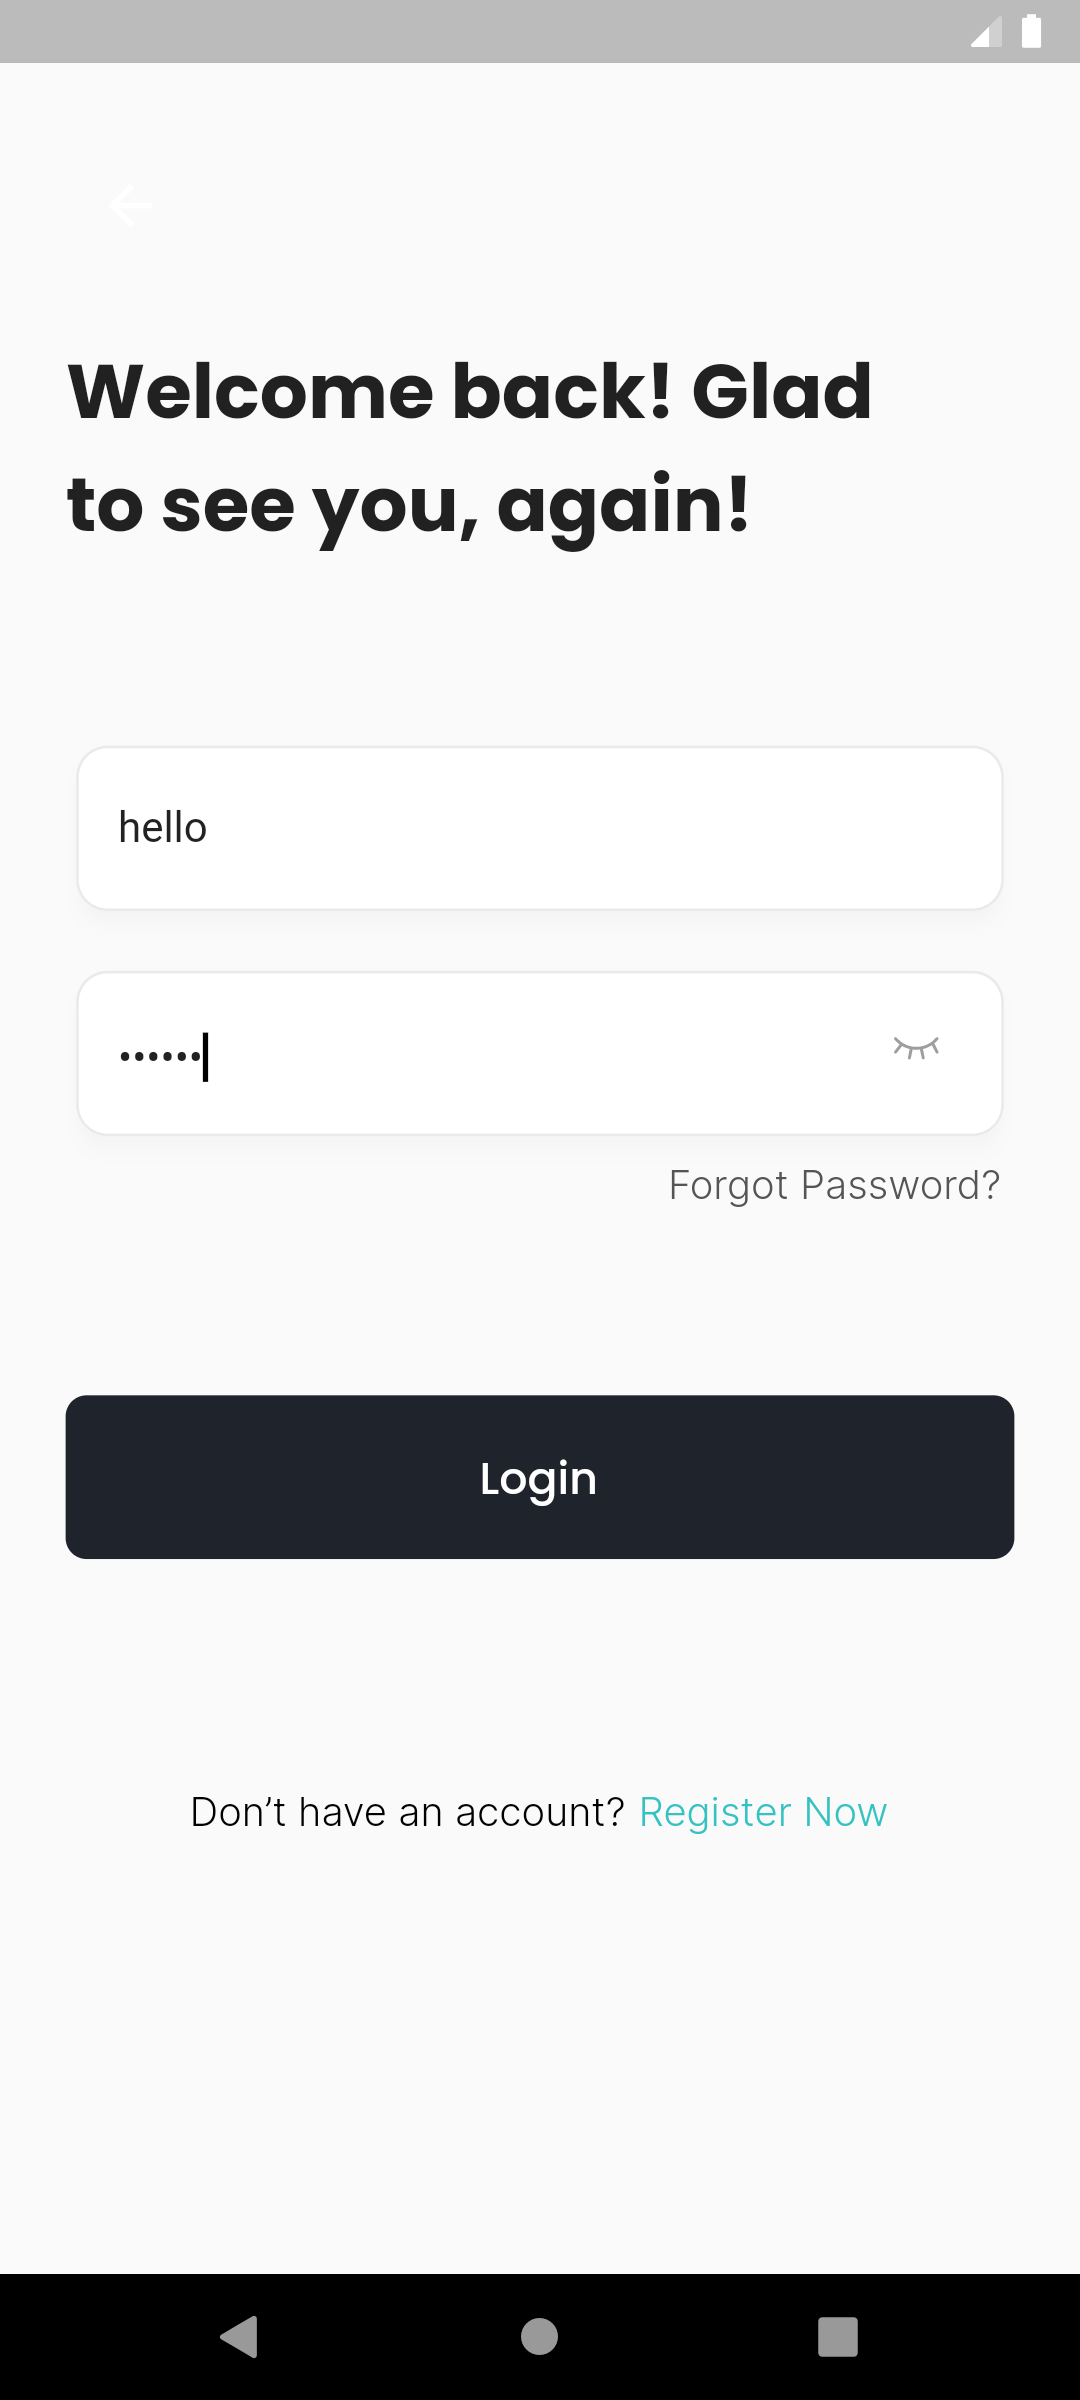 Welcome back! Glad
to see you, again!
hello
••••••
Forgot Password?
Login
Don’t have an account? Register Now